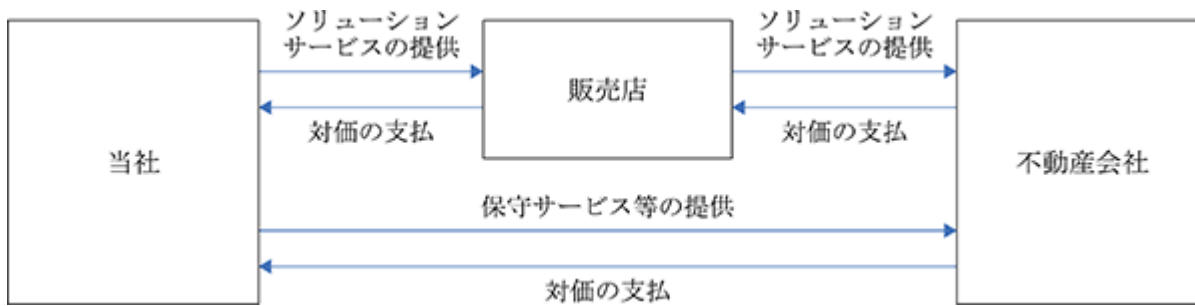 ソリューション
サービスの提供
ソリューション
サービスの提供
販売店
対価の支払
対価の支払
当社
不動産会社
保守サービス等の提供
対価の支払